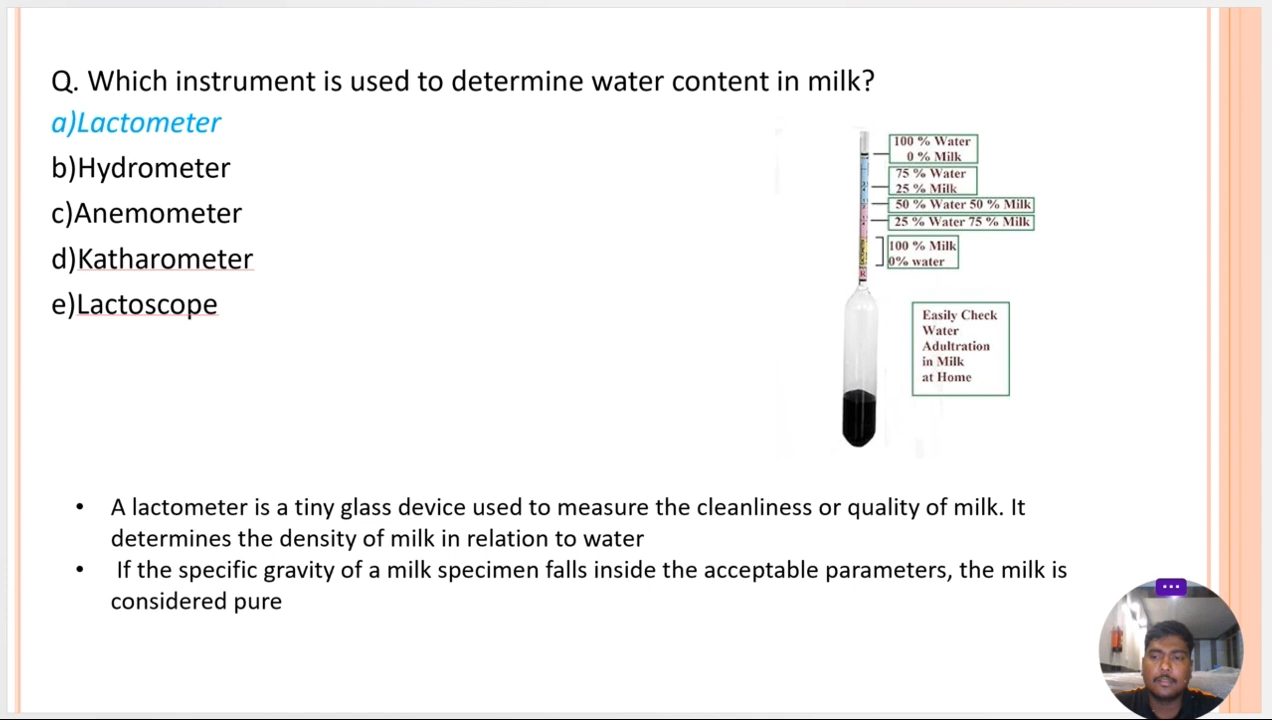 Q. Which instrument is used to determine water content in milk?
a)Lactometer
b)Hydrometer
c)Anemometer
d)Katharometer
e)Lactoscope
100 % Water
0 % Milk
75 % Water
25 % Milk
50 % Water 50 % Milk
25 % Water 75 % Milk
100 % Milk
0% water
Easily Check
Water
Adultration
in Milk
at Home
• A lactometer is a tiny glass device used to measure the cleanliness or quality of milk. It
determines the density of milk in relation to water
• If the specific gravity of a milk specimen falls inside the acceptable parameters, the milk is
considered pure